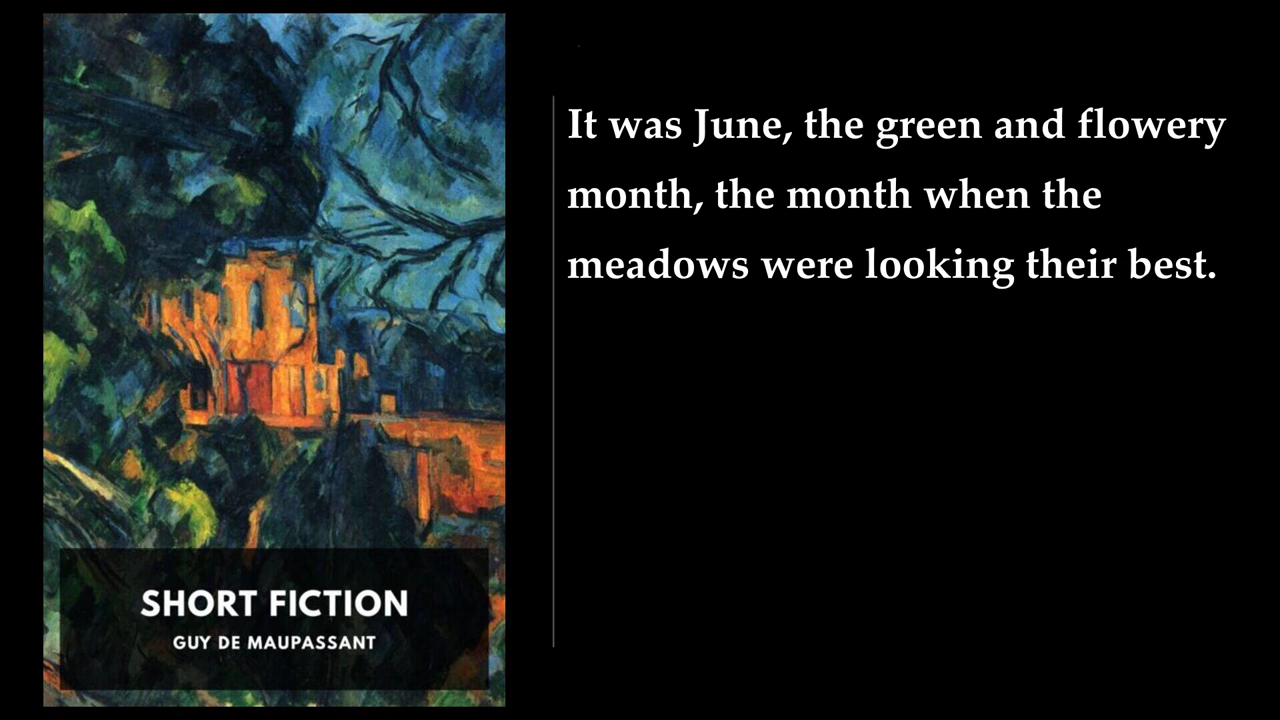 It was June, the green and flowery
month, the month when the
meadows were looking their best.
SHORT FICTION
GUY DE MAUPASSANT